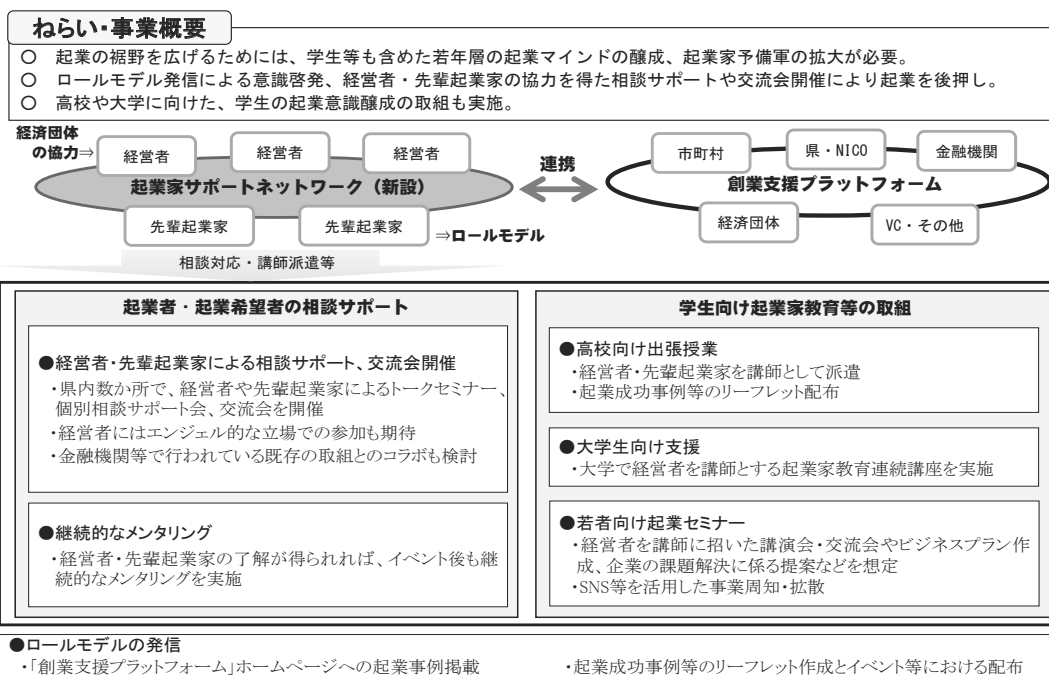 ねらい・事業概要
○　起業の裾野を広げるためには、学生等も含めた若年層の起業マインドの醸成、起業家予備軍の拡大が必要。
○　ロールモデル発信による意識啓発、経営者・先輩起業家の協力を得た相談サポートや交流会開催により起業を後押し。
○　高校や大学に向けた、学生の起業意識醸成の取組も実施。
経済団体
の協力⇒
経営者
経営者
経営者
起業家サポートネットワーク（新設）
先輩起業家
先輩起業家
⇒ロールモデル
相談対応・講師派遣等
連携
市町村
県・NICO
金融機関
創業支援プラットフォーム
経済団体
VC・その他
起業者・起業希望者の相談サポート
●経営者・先輩起業家による相談サポート、交流会開催
・県内数か所で、経営者や先輩起業家によるトークセミナー、
個別相談サポート会、交流会を開催
・経営者にはエンジェル的な立場での参加も期待
・金融機関等で行われている既存の取組とのコラボも検討
●継続的なメンタリング
・経営者・先輩起業家の了解が得られれば、イベント後も継
続的なメンタリングを実施
学生向け起業家教育等の取組
●高校向け出張授業
・経営者・先輩起業家を講師として派遣
・起業成功事例等のリーフレット配布
●大学生向け支援
・大学で経営者を講師とする起業家教育連続講座を実施
●若者向け起業セミナー
・経営者を講師に招いた講演会・交流会やビジネスプラン作
成、企業の課題解決に係る提案などを想定
・SNS等を活用した事業周知・拡散
●ロールモデルの発信
・「創業支援プラットフォーム」ホームページへの起業事例掲載
・起業成功事例等のリーフレット作成とイベント等における配布